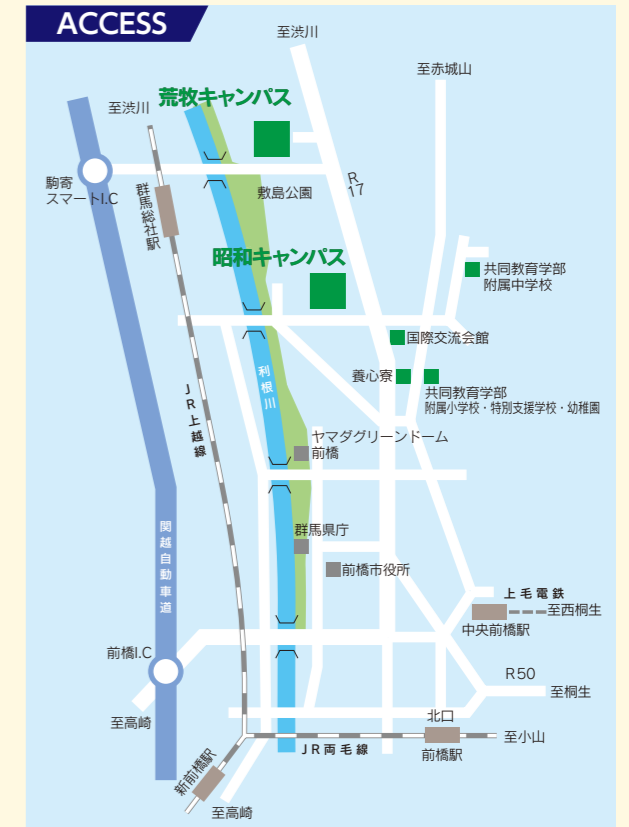 ACCESS
至渋川
至赤城山
荒牧キャンパス
至渋川
駒寄
スマートI.C
群馬総社駅
敷島公園
R
17
昭和キャンパス
共同教育学部
附属中学校
国際交流会館
養心寮
共同教育学部
附属小学校・特別支援学校・幼稚園
利根川
JR上越線
ヤマダグリーンドーム
前橋
群馬県庁
関越自動車道
前橋市役所
上毛電鉄
至西桐生
中央前橋駅
前橋I.C
R50
至桐生
至高崎
北口
JR両毛線
至小山
前橋駅
新前橋駅
至高崎